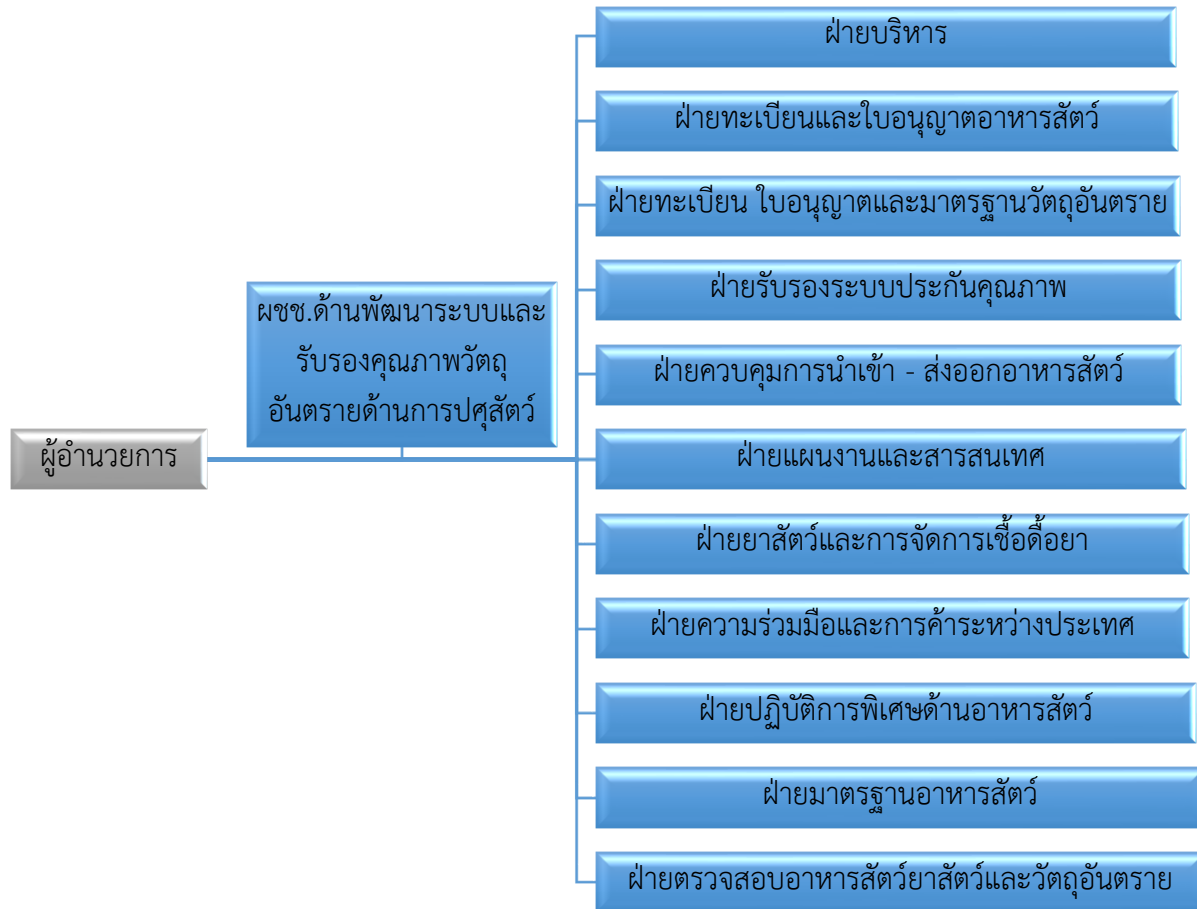 ผู้อำนวยการ
ผชช.ด้านพัฒนาระบบและ
รับรองคุณภาพวัตถุ
อันตรายด้านการปศุสัตว์
ฝ่ายบริหาร
ฝ่ายทะเบียนและใบอนุญาตอาหารสัตว์
ฝ่ายทะเบียน ใบอนุญาตและมาตรฐานวัตถุอันตราย
ฝ่ายรับรองระบบประกันคุณภาพ
ฝ่ายควบคุมการนำเข้า - ส่งออกอาหารสัตว์
ฝ่ายแผนงานและสารสนเทศ
ฝ่ายยาสัตว์และการจัดการเชื้อดื้อยา
ฝ่ายความร่วมมือและการค้าระหว่างประเทศ
ฝ่ายปฏิบัติการพิเศษด้านอาหารสัตว์
ฝ่ายมาตรฐานอาหารสัตว์
ฝ่ายตรวจสอบอาหารสัตว์ยาสัตว์และวัตถุอันตราย